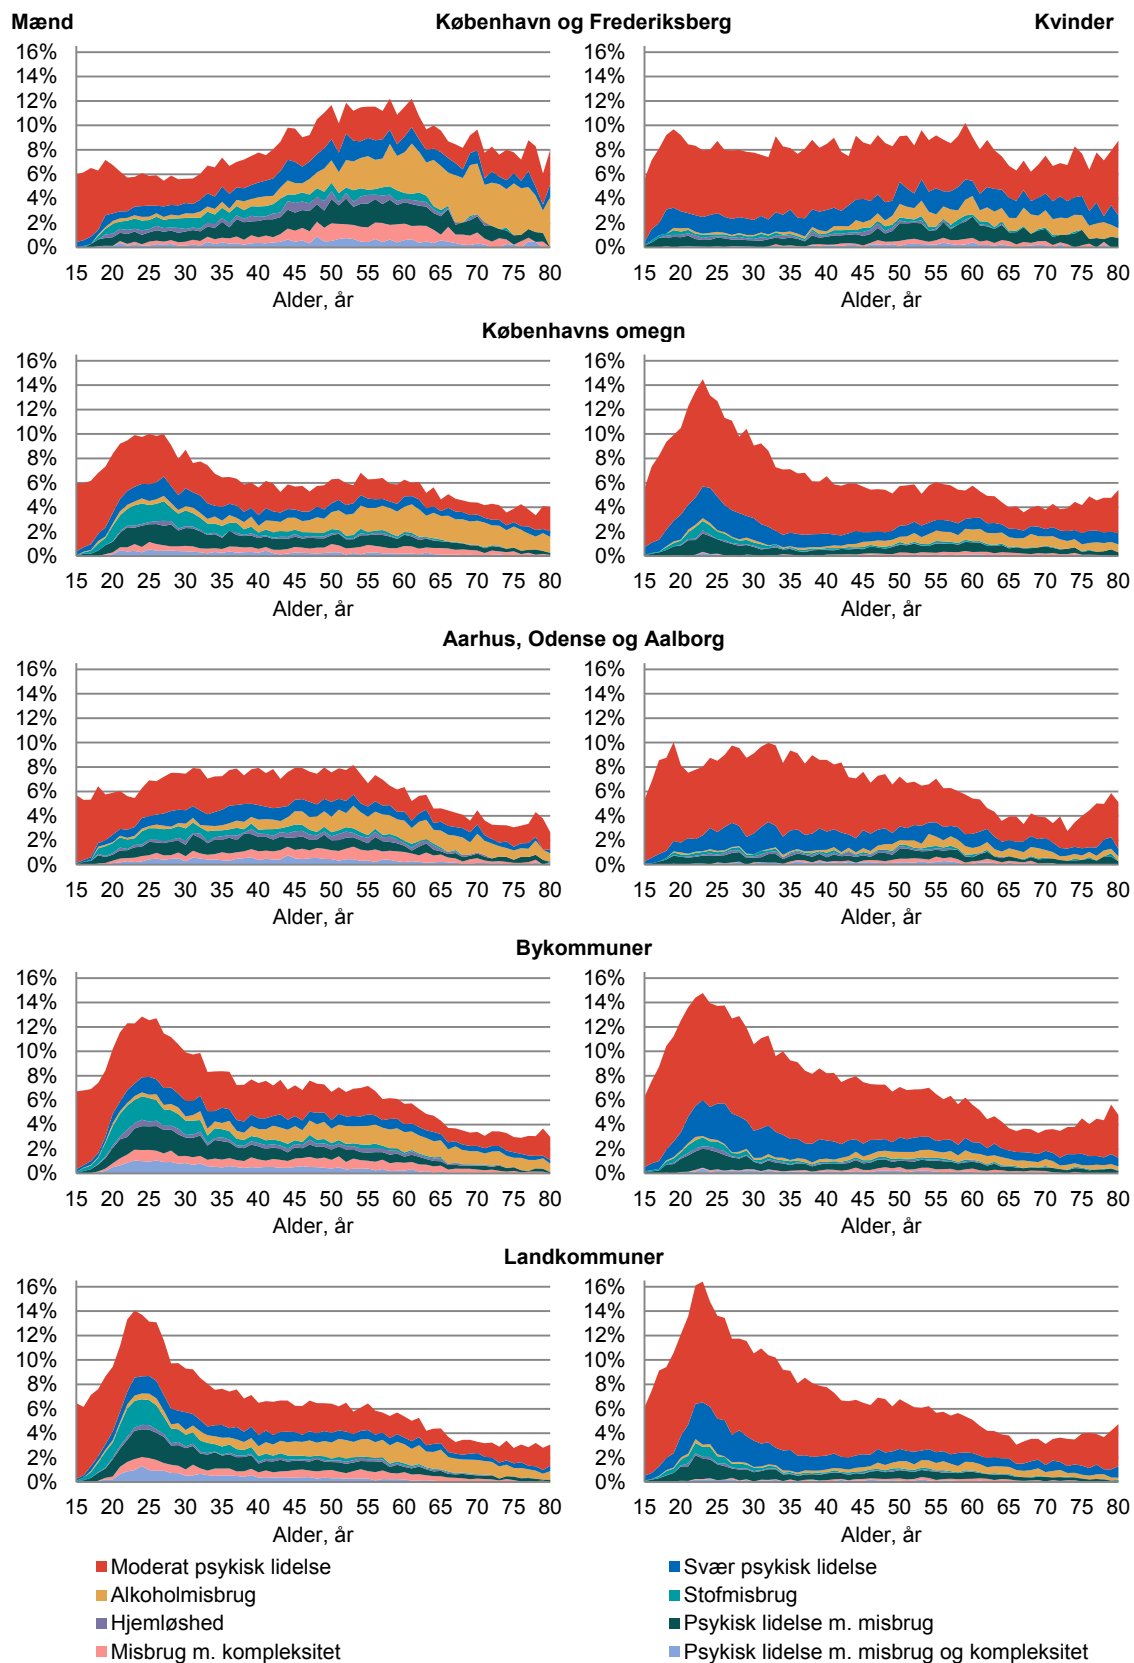 Mænd København og Frederiksberg Kvinder
16% 16%
14% 14%
12% 12%
10% 10%
8% 8%
6% 6%
4% 4%
2% 2%
0% 0%
15 20 25 30 35 40 45 50 55 60 65 70 75 80 15 20 25 30 35 40 45 50 55 60 65 70 75 80
Alder, år Alder, år
Københavns omegn
16% 16%
14% 14%
12% 12%
10% 10%
8% 8%
6% 6%
4% 4%
2% 2%
0% 0%
15 20 25 30 35 40 45 50 55 60 65 70 75 80 15 20 25 30 35 40 45 50 55 60 65 70 75 80
Alder, år Alder, år
Aarhus, Odense og Aalborg
16% 16%
14% 14%
12% 12%
10% 10%
8% 8%
6% 6%
4% 4%
2% 2%
0% 0%
15 20 25 30 35 40 45 50 55 60 65 70 75 80 15 20 25 30 35 40 45 50 55 60 65 70 75 80
Alder, år Alder, år
Bykommuner
16% 16%
14% 14%
12% 12%
10% 10%
8% 8%
6% 6%
4% 4%
2% 2%
0% 0%
15 20 25 30 35 40 45 50 55 60 65 70 75 80 15 20 25 30 35 40 45 50 55 60 65 70 75 80
Alder, år Alder, år
Landkommuner
16% 16%
14% 14%
12% 12%
10% 10%
8% 8%
6% 6%
4% 4%
2% 2%
0% 0%
15 20 25 30 35 40 45 50 55 60 65 70 75 80 15 20 25 30 35 40 45 50 55 60 65 70 75 80
Alder, år Alder, år
Moderat psykisk lidelse Svær psykisk lidelse
Alkoholmisbrug Stofmisbrug
Hjemløshed Psykisk lidelse m. misbrug
Misbrug m. kompleksitet Psykisk lidelse m. misbrug og kompleksitet